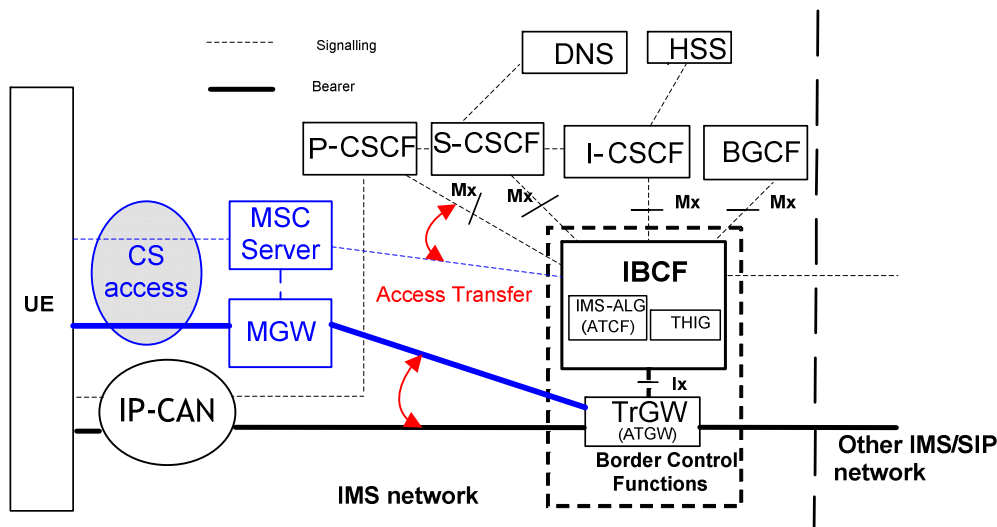 Signalling
Bearer
DNS
HSS
P-CSCF
S-CSCF
I-CSCF
BGCF
Mx
Mx
Mx
Mx
MSC
Server
CS
access
Access Transfer
IBCF
IMS-ALG
(ATCF)
THIG
UE
MGW
Ix
IP-CAN
TrGW
(ATGW)
Border Control
Functions
Other IMS/SIP
network
IMS network